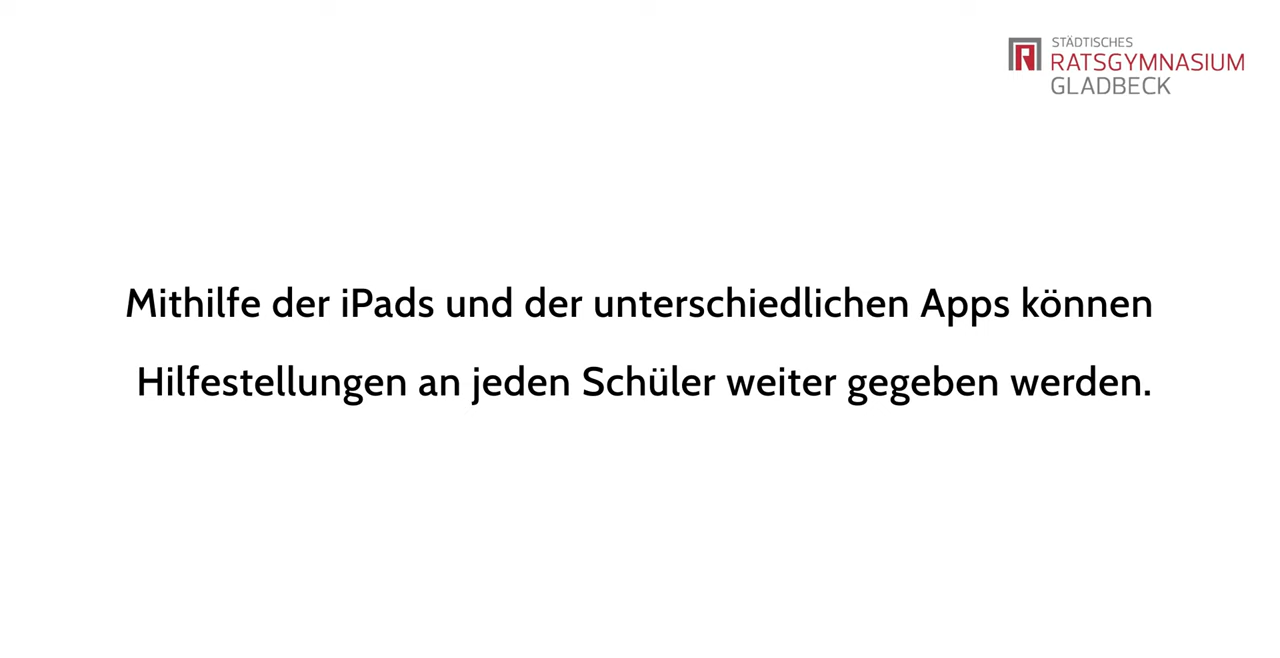 STÄDTISCHES
RATSGYMNASIUM
GLADBECK
Mithilfe der iPads und der unterschiedlichen Apps können
Hilfestellungen an jeden Schüler weiter gegeben werden.